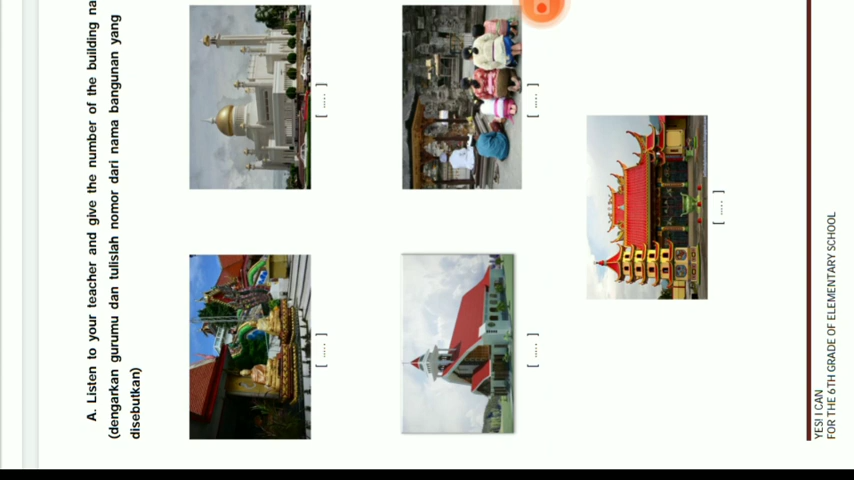 A. Listen to your teacher and give the number of the building na
(dengarkan gurumu dan tulislah nomor dari nama bangunan yang
disebutkan)
[ ..... ]
[ ..... ]
[ ..... ]
[ ..... ]
[ ..... ]
YES! I CAN
FOR THE 6TH GRADE OF ELEMENTARY SCHOOL